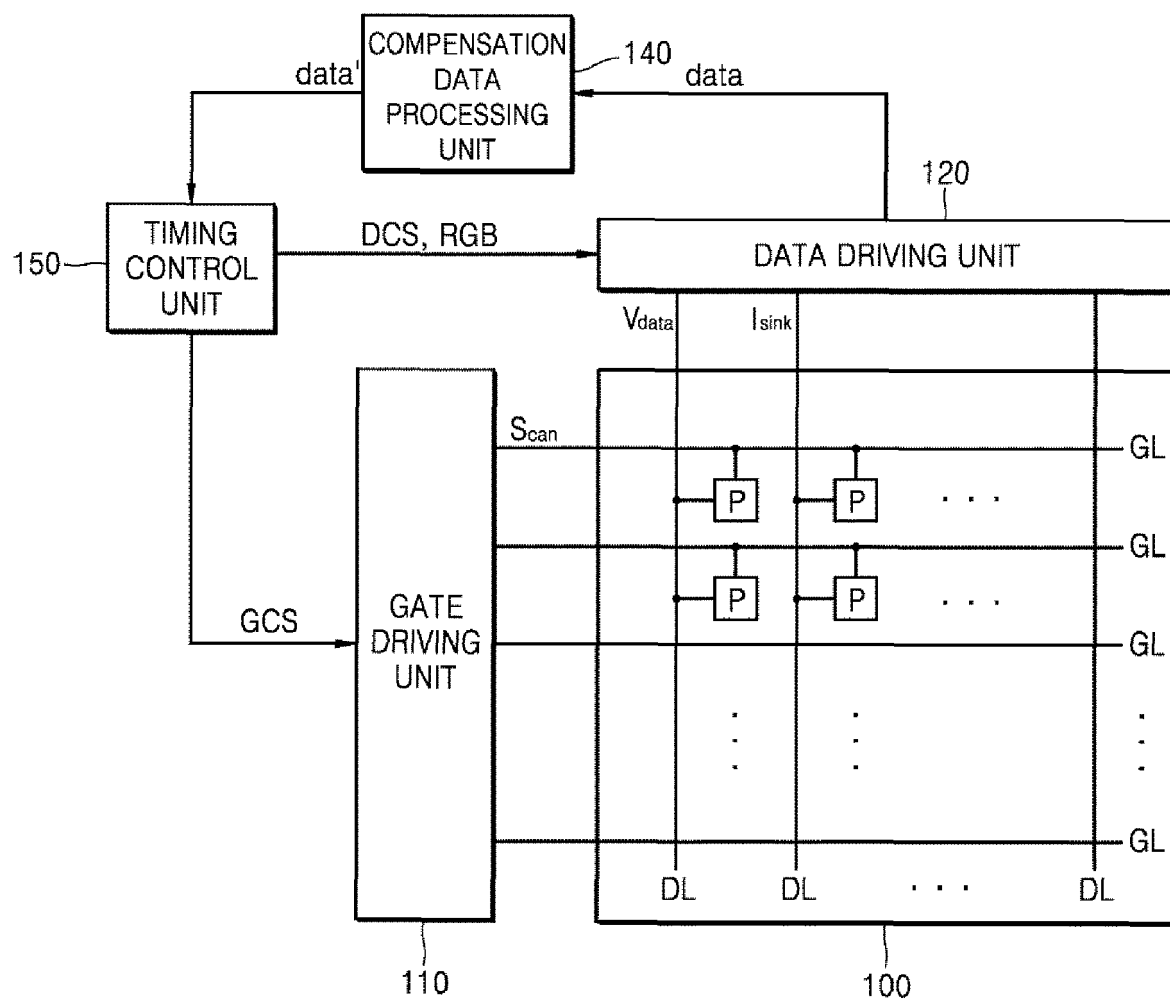 COMPENSATION
DATA
PROCESSING
UNIT
140
data'
data
120
TIMING
CONTROL
UNIT
150
DCS, RGB
DATA DRIVING UNIT
Vdata
Isink
Scan
GL
P P . . .
GL
P P . . .
GCS
GATE
DRIVING
UNIT
GL
GL
DL DL . . . DL
110
100